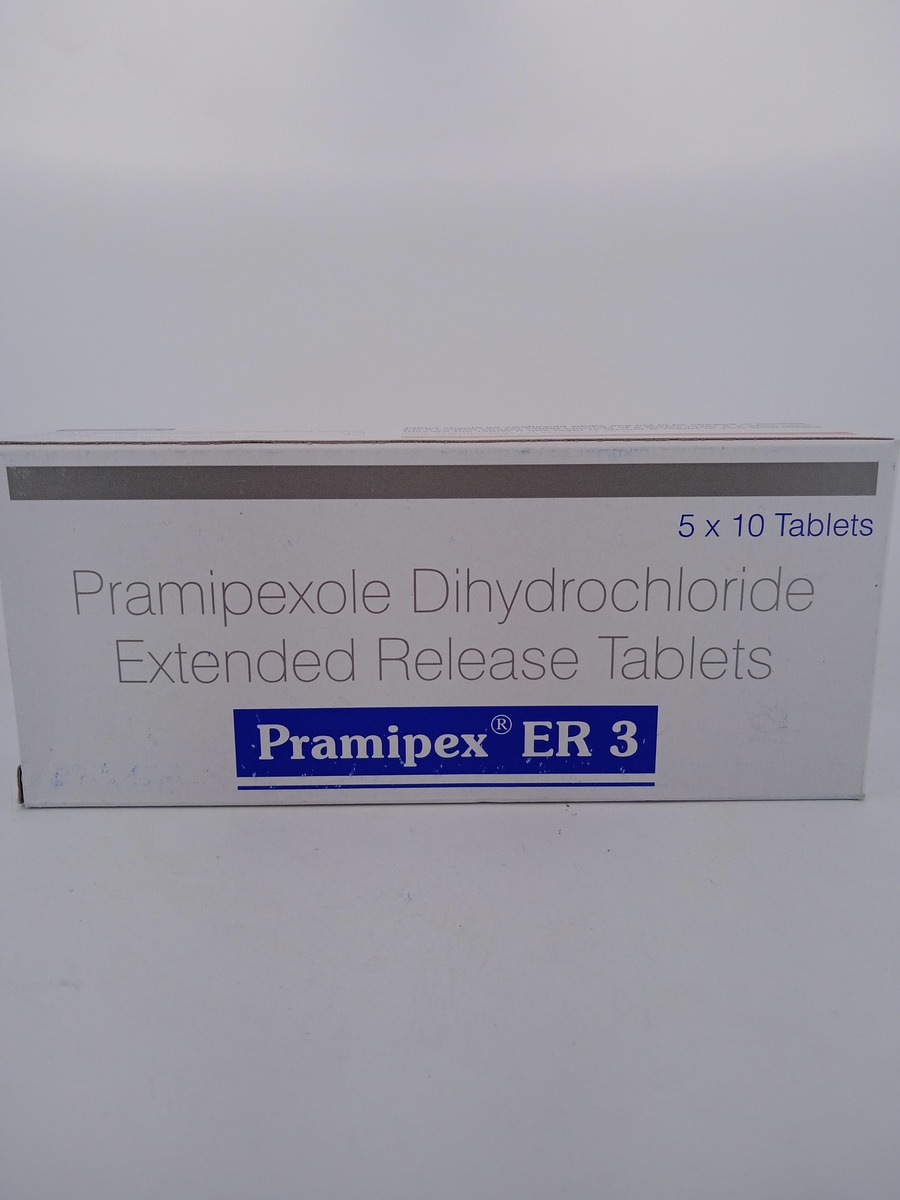 5 x 10 Tablets
Pramipexole Dihydrochloride
Extended Release Tablets
Pramipex® ER 3